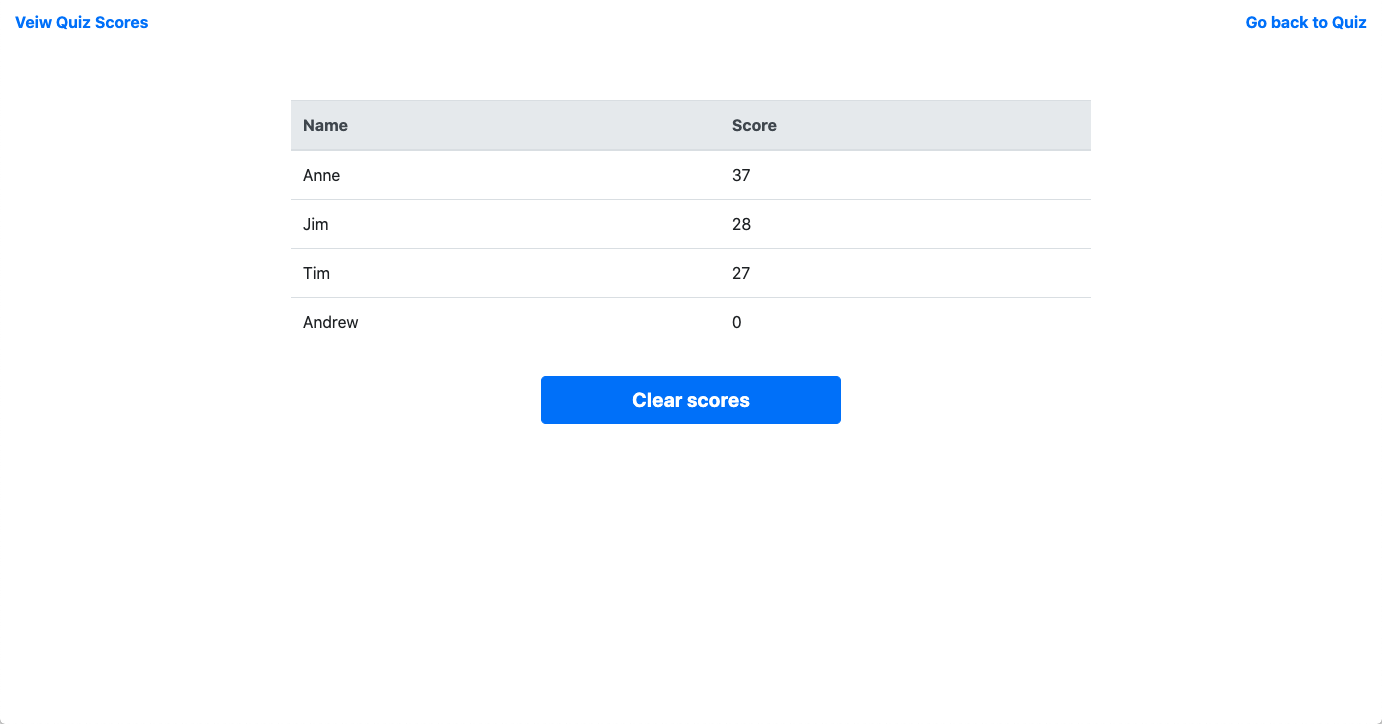 Veiw Quiz Scores Go back to Quiz
Name Score
Anne 37
Jim 28
Tim 27
Andrew 0
Clear scores